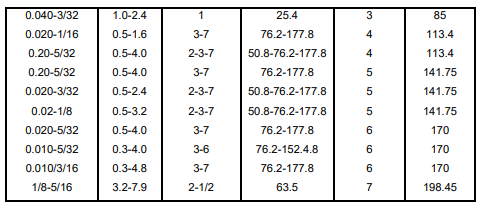 0.040-3/32 1.0-2.4 1 25.4 3 85
0.020-1/16 0.5-1.6 3-7 76.2-177.8 4 113.4
0.20-5/32 0.5-4.0 2-3-7 50.8-76.2-177.8 4 113.4
0.20-5/32 0.5-4.0 3-7 76.2-177.8 5 141.75
0.020-3/32 0.5-2.4 2-3-7 50.8-76.2-177.8 5 141.75
0.02-1/8 0.5-3.2 2-3-7 50.8-76.2-177.8 5 141.75
0.020-5/32 0.5-4.0 3-7 76.2-177.8 6 170
0.010-5/32 0.3-4.0 3-6 76.2-152.4.8 6 170
0.010/3/16 0.3-4.8 3-7 76.2-177.8 6 170
1/8-5/16 3.2-7.9 2-1/2 63.5 7 198.45